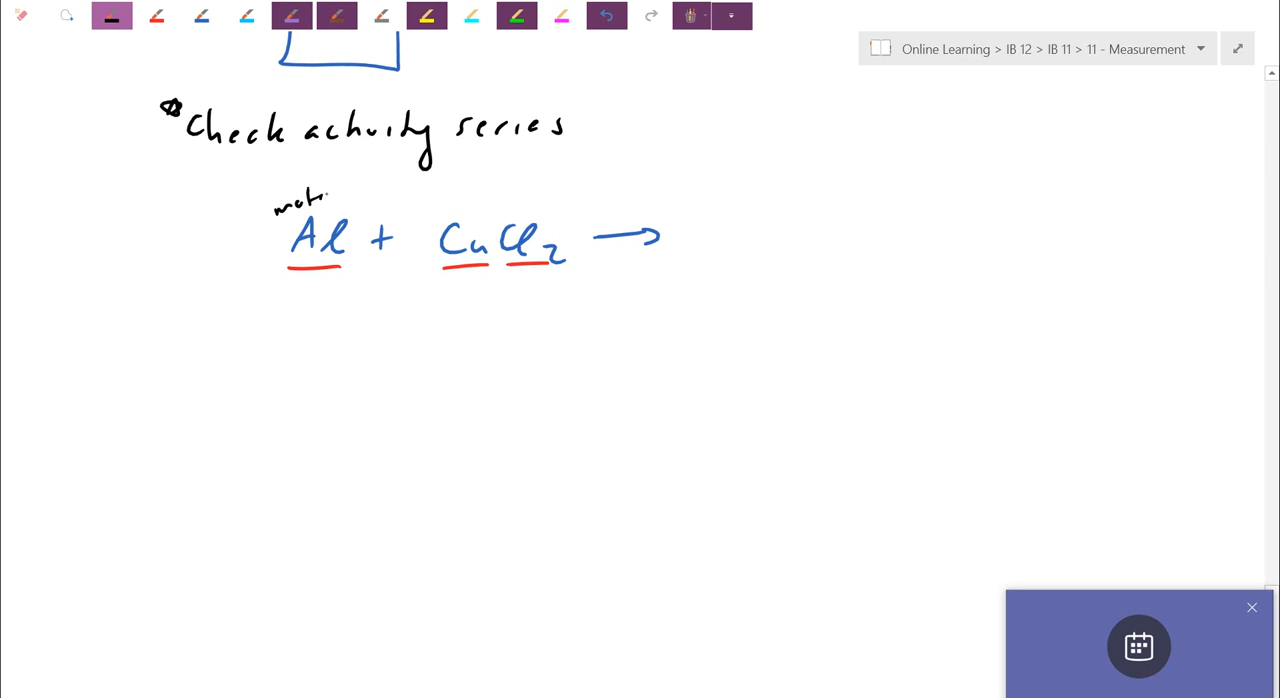 Online Learning > IB 12 > IB 11 > 11 - Measurement
Check activity series
Al + CuCl2 →